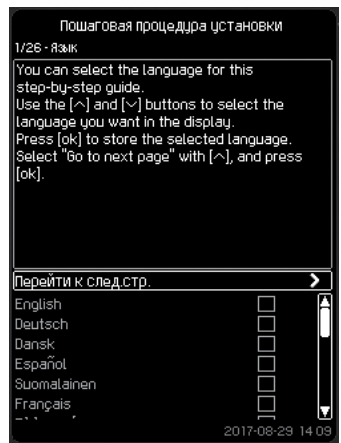 Пошаговая процедура установки
1/26 - Язык
You can select the language for this
step-by-step guide.
Use the [^] and [v] buttons to select the
language you want in the display.
Press [ok] to store the selected language.
Select "Go to next page" with [^], and press
[ok].
Перейти к след.стр.
English
Deutsch
Dansk
Español
Suomalainen
Français
2017-08-29 14:09